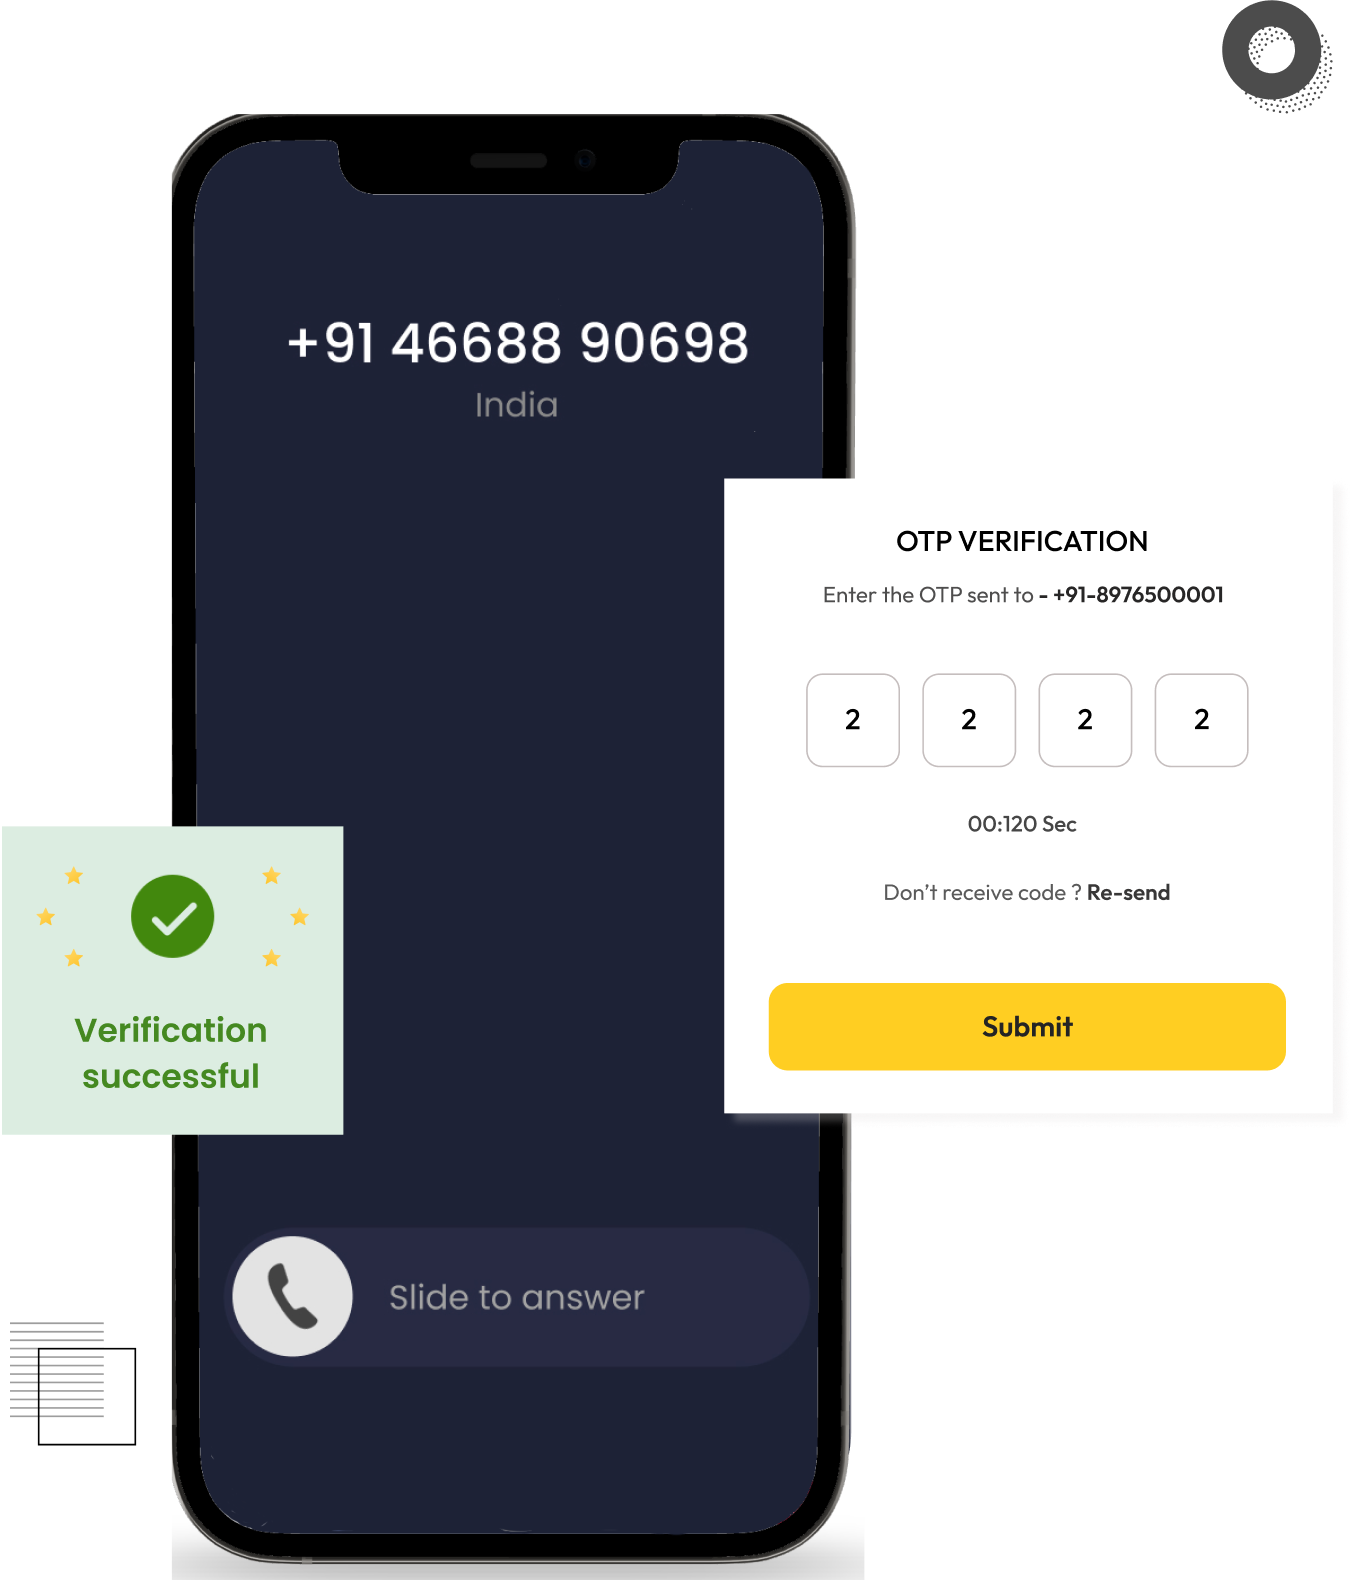 +91 46688 90698
India
OTP VERIFICATION
Enter the OTP sent to - +91-8976500001
2 2 2 2
00:120 Sec
Don’t receive code ? Re-send
Submit
Verification
successful
Slide to answer